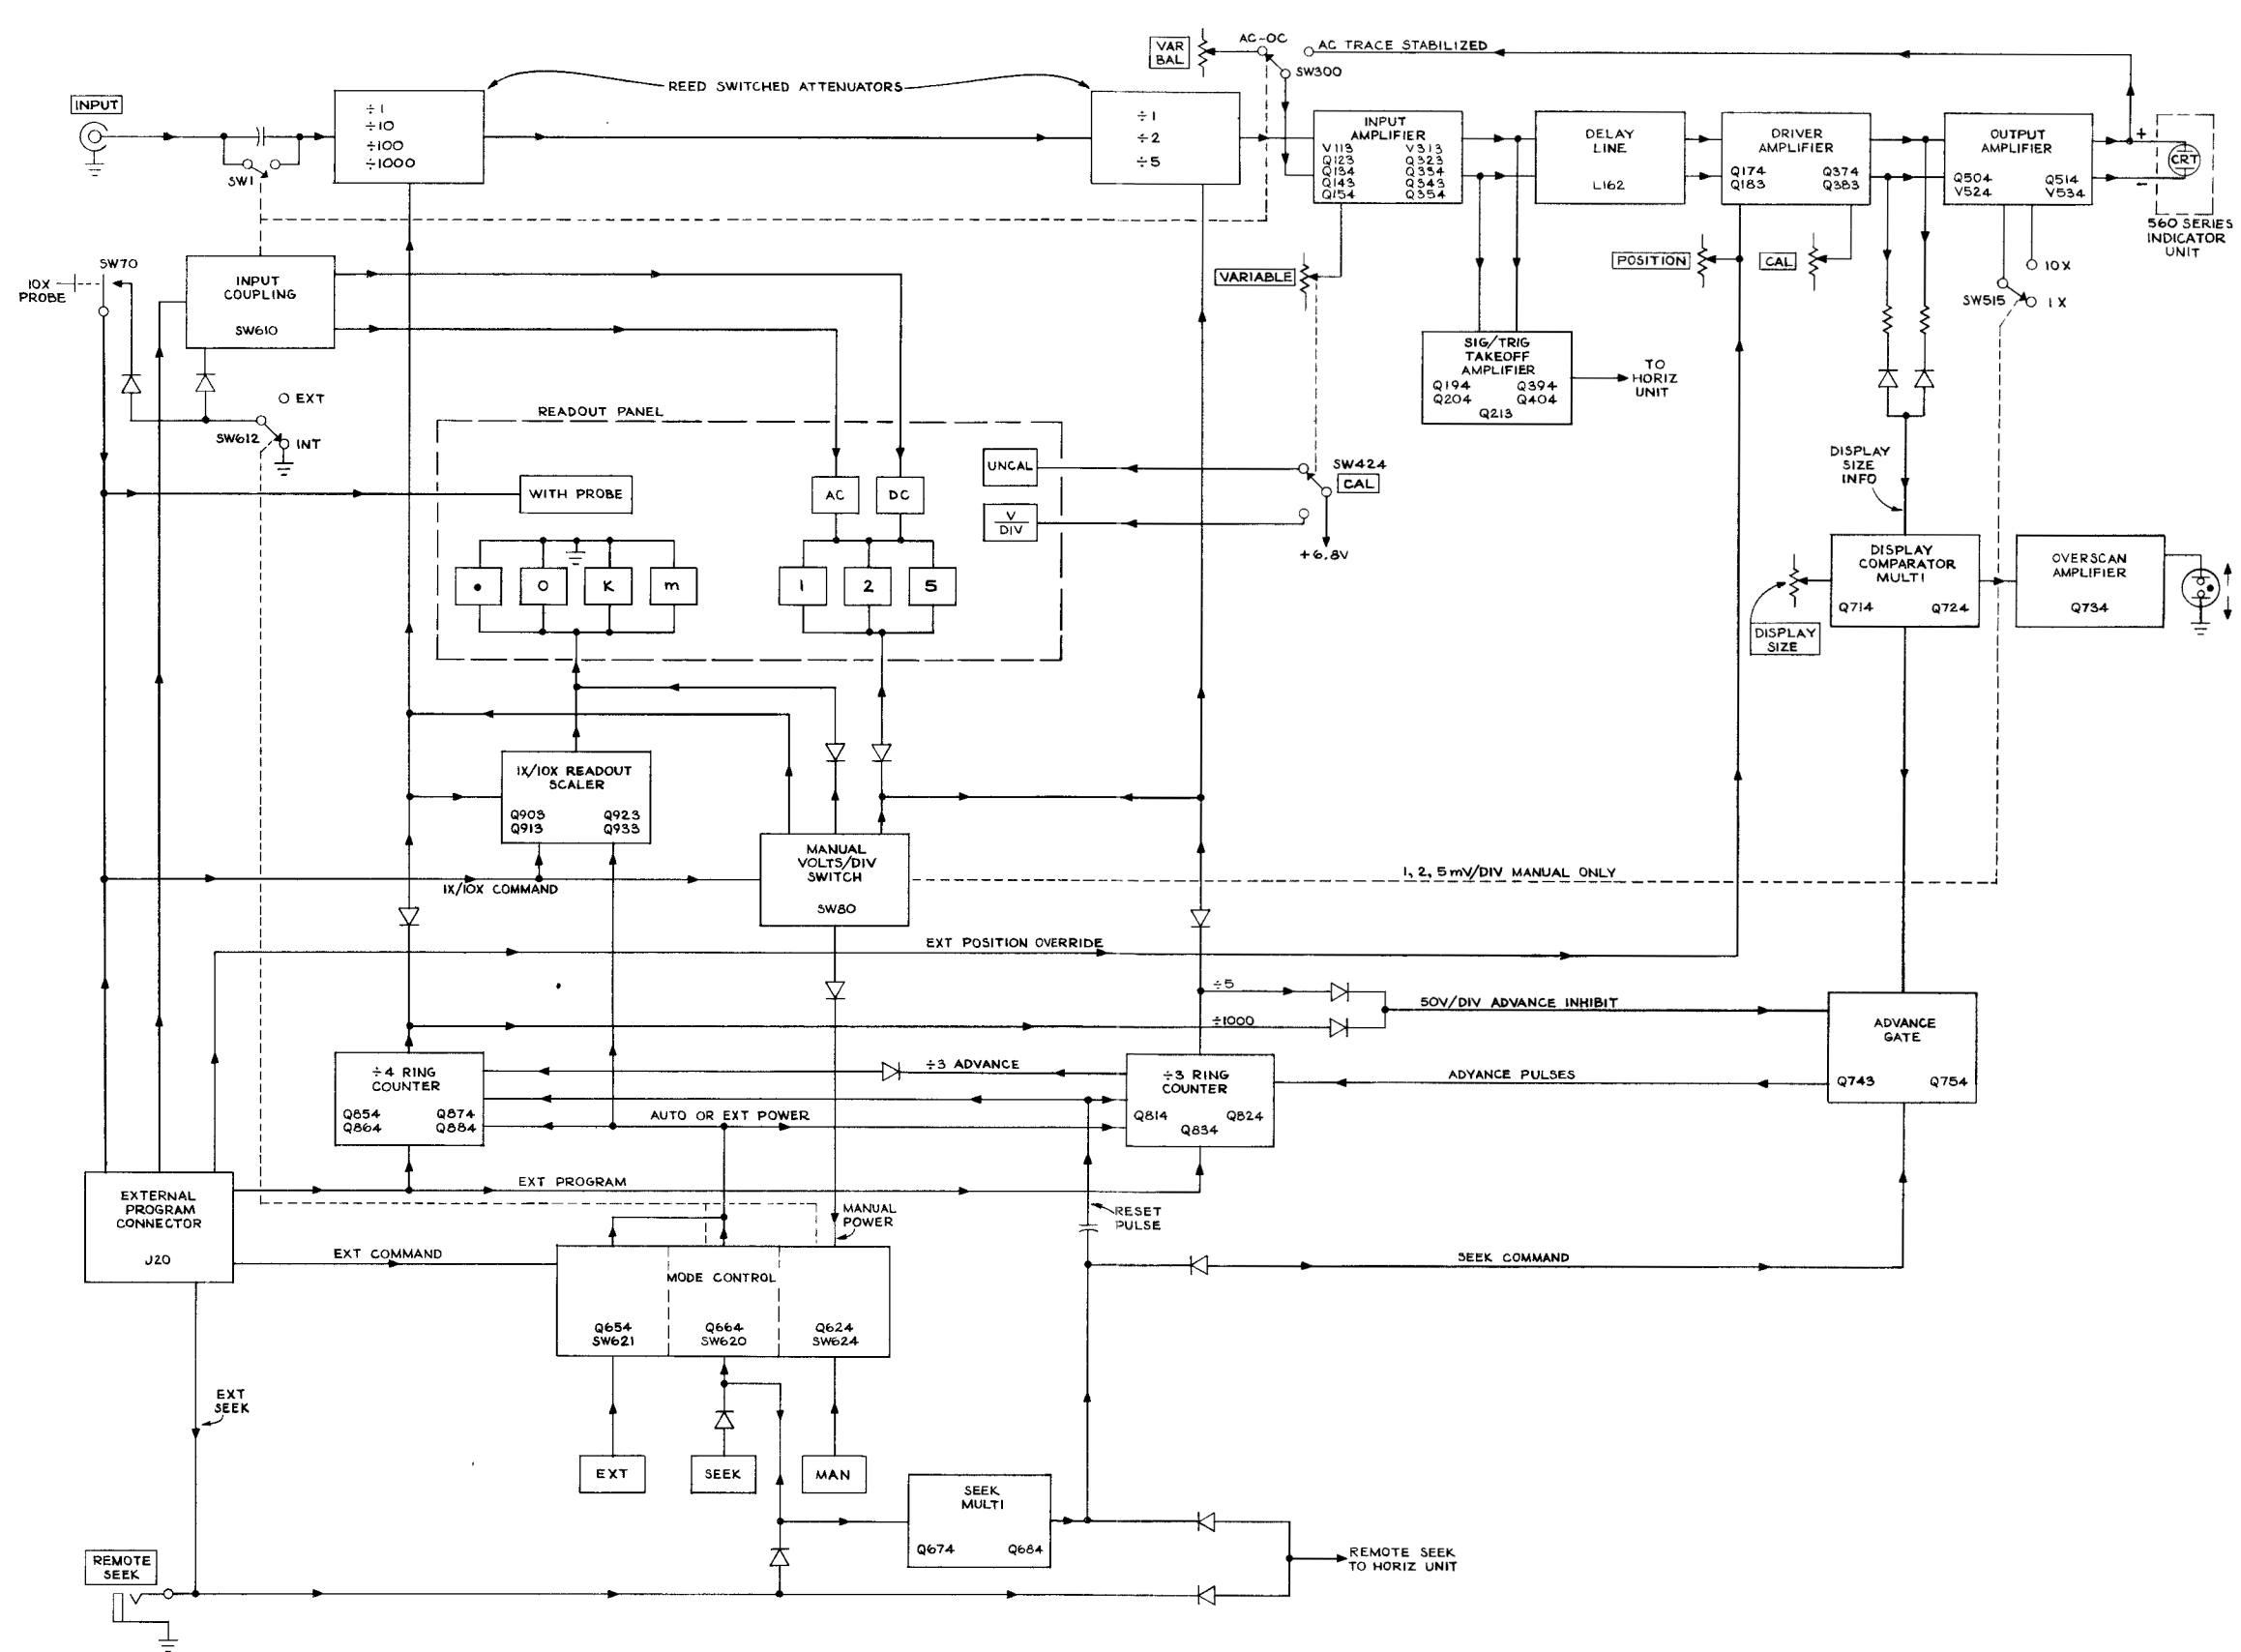 VAR
BAL
AC-DC
AC TRACE STABILIZED
SW300
REED SWITCHED ATTENUATORS
INPUT
÷1
÷10
÷100
÷1000
÷1
÷2
÷5
SW1
INPUT
AMPLIFIER
V113 V313
Q123 Q323
Q134 Q334
Q143 Q343
Q154 Q354
DELAY
LINE
L162
DRIVER
AMPLIFIER
Q174 Q374
Q183 Q383
OUTPUT
AMPLIFIER
Q504 Q514
V524 V534
+
CRT
-
560 SERIES
INDICATOR
UNIT
SW70
10X
PROBE
INPUT
COUPLING
SW610
VARIABLE
POSITION
CAL
10X
SW515
1X
SIG/TRIG
TAKEOFF
AMPLIFIER
Q194 Q394
Q204 Q404
Q213
TO
HORIZ
UNIT
EXT
SW612
INT
READOUT PANEL
WITH PROBE
AC
DC
UNCAL
V
DIV
SW424
CAL
+6.8V
•
0
K
m
1
2
5
DISPLAY
SIZE
INFO
DISPLAY
COMPARATOR
MULTI
Q714 Q724
OVERSCAN
AMPLIFIER
Q734
DISPLAY
SIZE
1X/10X READOUT
SCALER
Q903 Q923
Q913 Q933
MANUAL
VOLTS/DIV
SWITCH
SW80
1X/10X COMMAND
1, 2, 5 mV/DIV MANUAL ONLY
EXT POSITION OVERRIDE
÷5
÷1000
50V/DIV ADVANCE INHIBIT
ADVANCE
GATE
Q743 Q754
÷4 RING
COUNTER
Q854 Q874
Q864 Q884
÷3 ADVANCE
÷3 RING
COUNTER
Q814 Q824
Q834
ADVANCE PULSES
AUTO OR EXT POWER
EXT PROGRAM
EXTERNAL
PROGRAM
CONNECTOR
J20
MANUAL
POWER
RESET
PULSE
EXT COMMAND
SEEK COMMAND
MODE CONTROL
Q654
SW621
Q664
SW620
Q624
SW624
EXT
SEEK
EXT
SEEK
MAN
SEEK
MULTI
Q674 Q684
REMOTE
SEEK
REMOTE SEEK
TO HORIZ UNIT